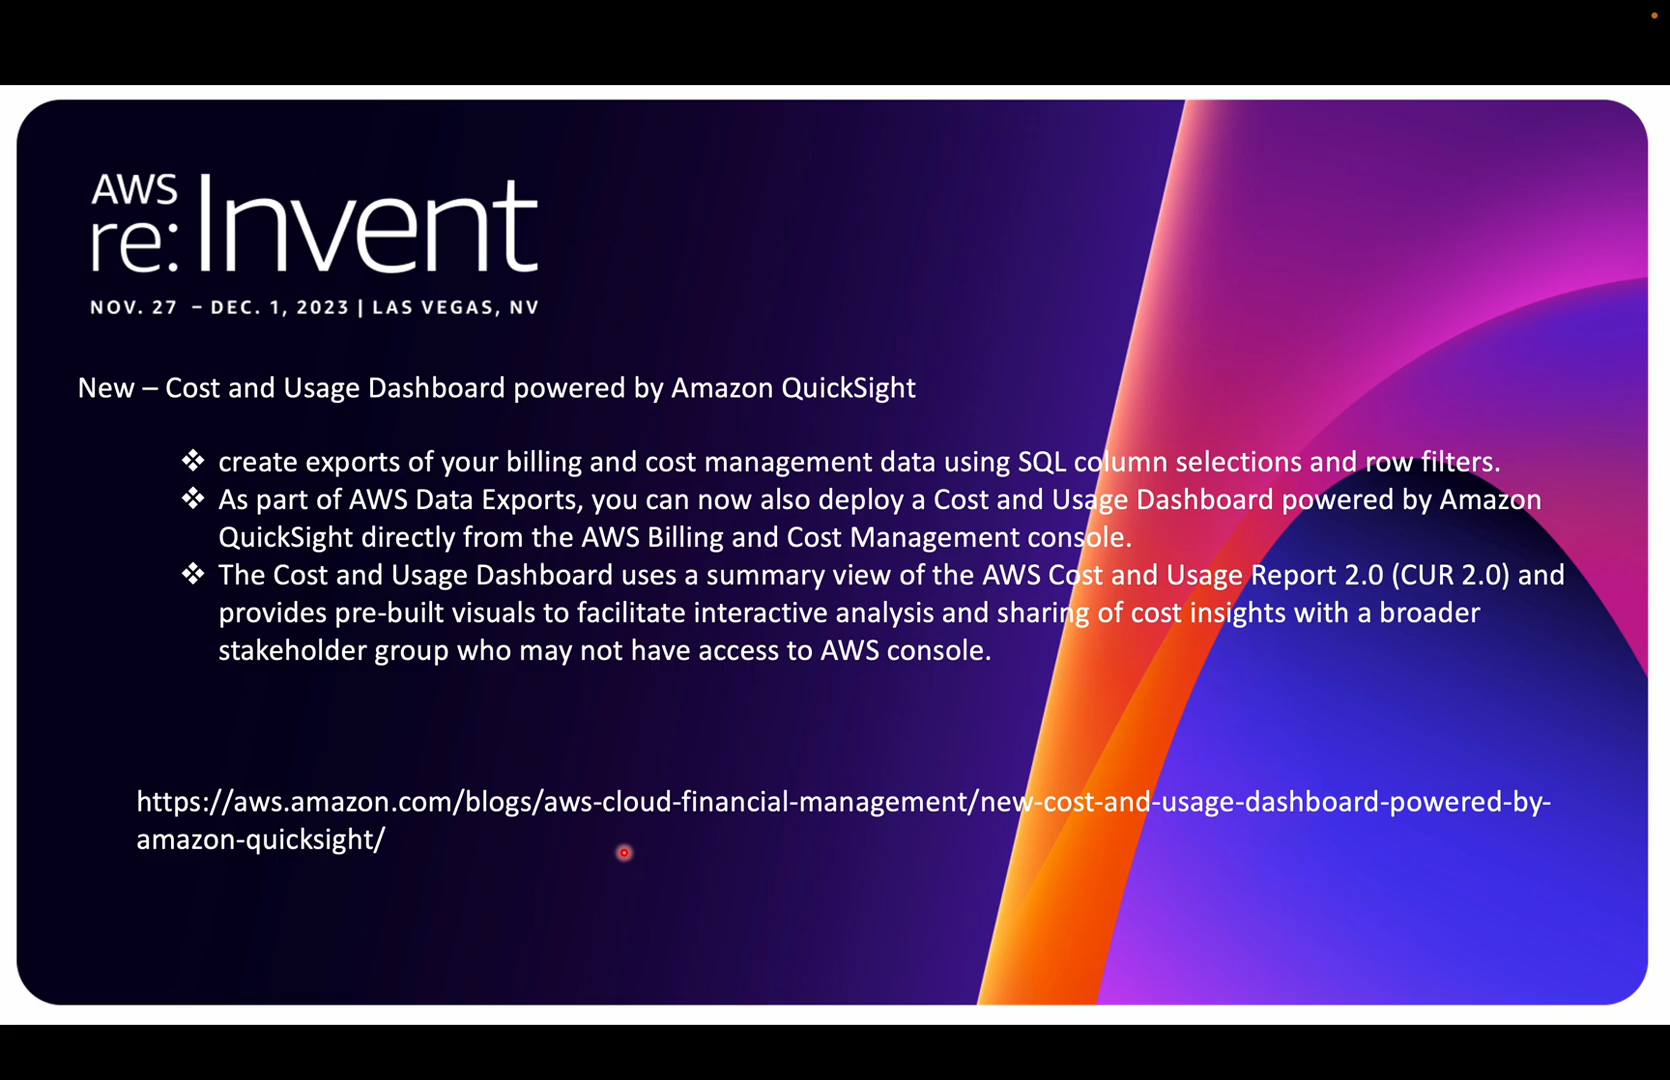 AWS
re: Invent
NOV. 27 – DEC. 1, 2023 | LAS VEGAS, NV
New – Cost and Usage Dashboard powered by Amazon QuickSight
❖ create exports of your billing and cost management data using SQL column selections and row filters.
❖ As part of AWS Data Exports, you can now also deploy a Cost and Usage Dashboard powered by Amazon
QuickSight directly from the AWS Billing and Cost Management console.
❖ The Cost and Usage Dashboard uses a summary view of the AWS Cost and Usage Report 2.0 (CUR 2.0) and
provides pre-built visuals to facilitate interactive analysis and sharing of cost insights with a broader
stakeholder group who may not have access to AWS console.
https://aws.amazon.com/blogs/aws-cloud-financial-management/new-cost-and-usage-dashboard-powered-by-
amazon-quicksight/